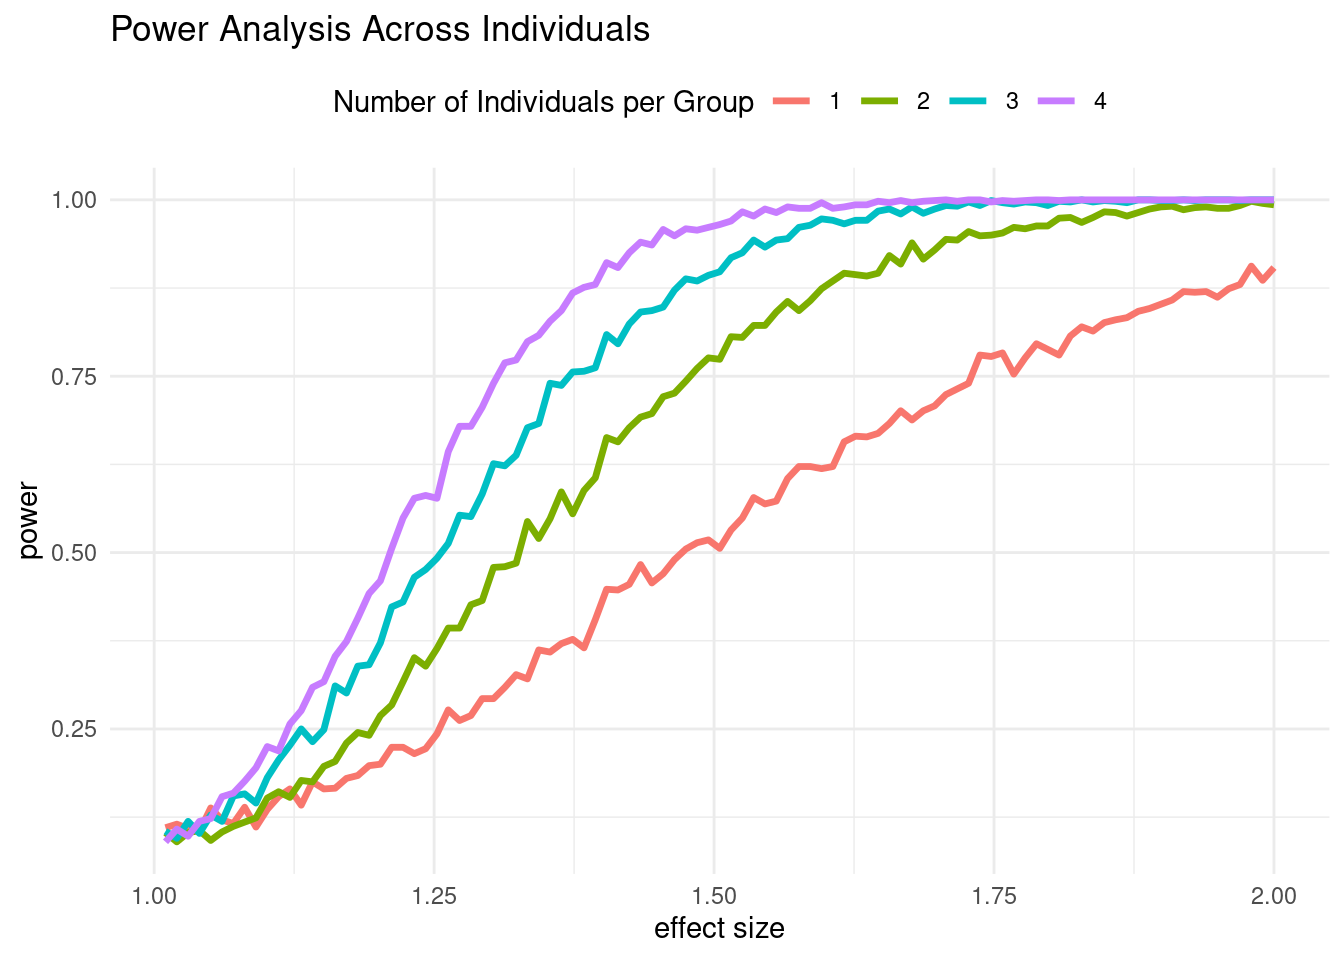 Power Analysis Across Individuals
Number of Individuals per Group 1 2 3 4
1.00
0.75
0.50
0.25
power
1.00 1.25 1.50 1.75 2.00
effect size